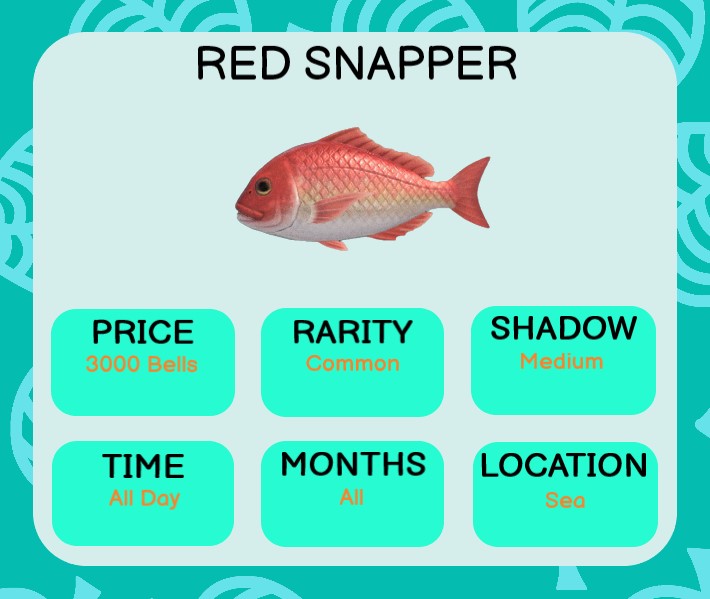 RED SNAPPER
PRICE
3000 Bells
RARITY
Common
SHADOW
Medium
TIME
All Day
MONTHS
All
LOCATION
Sea